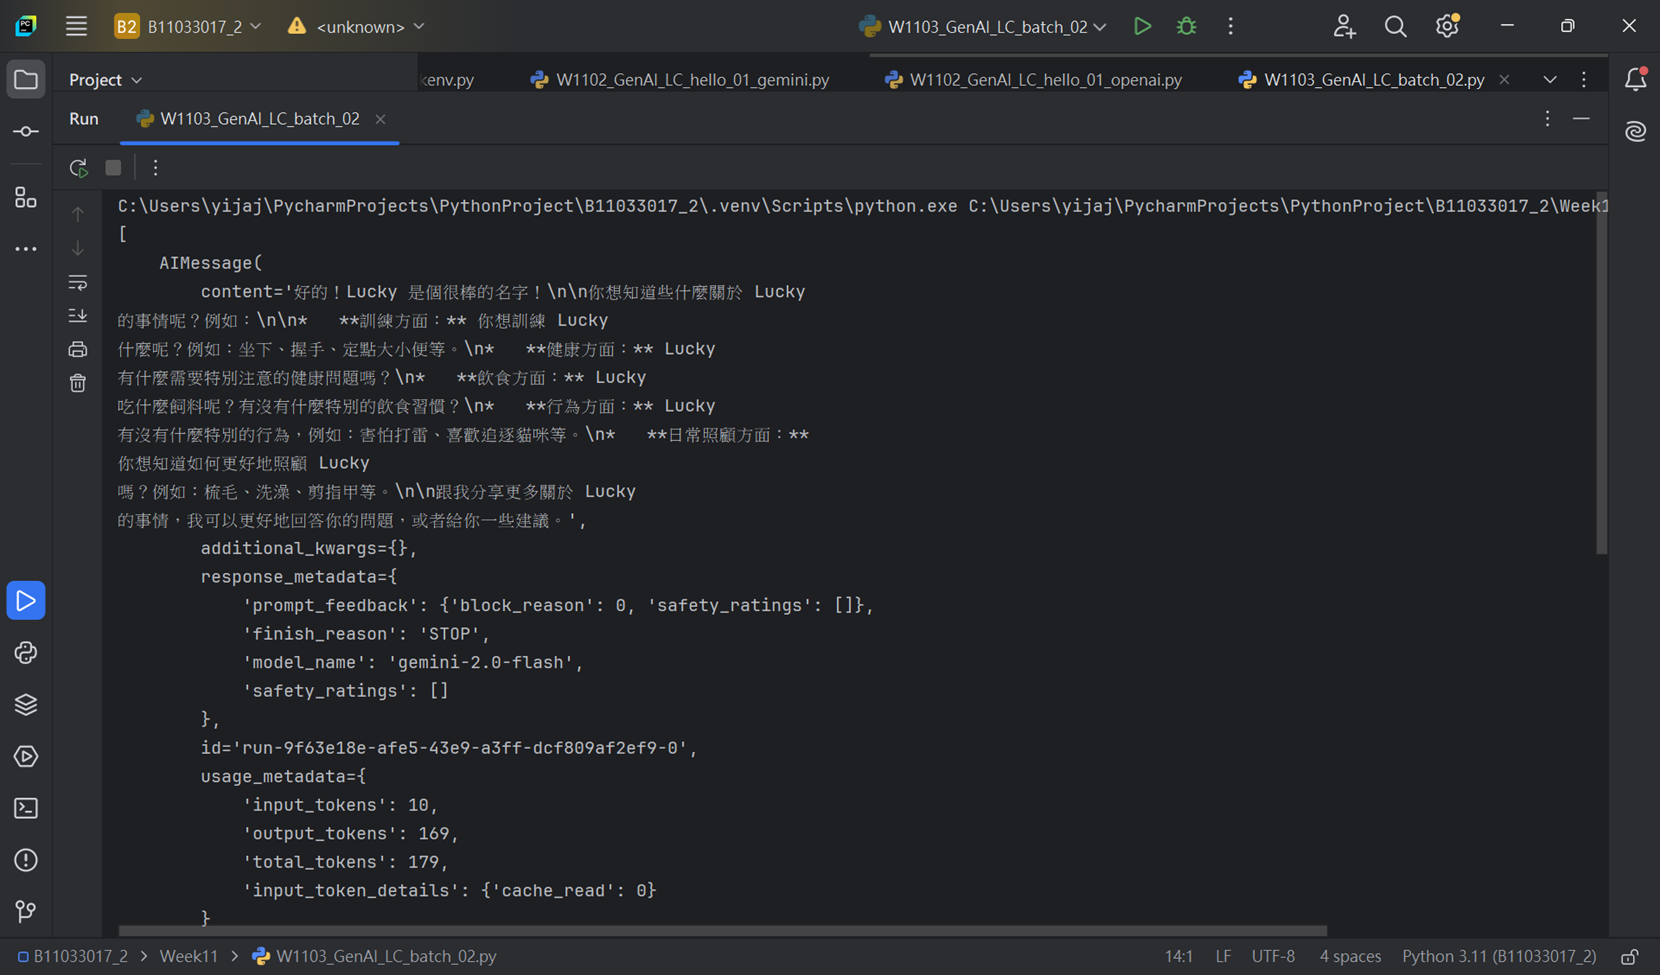 B2 B11033017_2 <unknown> W1103_GenAI_LC_batch_02
Project kenv.py W1102_GenAI_LC_hello_01_gemini.py W1102_GenAI_LC_hello_01_openai.py W1103_GenAI_LC_batch_02.py
Run W1103_GenAI_LC_batch_02
C:\Users\yijaj\PycharmProjects\PythonProject\B11033017_2\.venv\Scripts\python.exe C:\Users\yijaj\PycharmProjects\PythonProject\B11033017_2\Week1
[
AIMessage(
content='好的！Lucky 是個很棒的名字！\n\n你想知道些什麼關於 Lucky
的事情呢？例如：\n\n*   **訓練方面：** 你想訓練 Lucky
什麼呢？例如：坐下、握手、定點大小便等。\n*   **健康方面：** Lucky
有什麼需要特別注意的健康問題嗎？\n*   **飲食方面：** Lucky
吃什麼飼料呢？有沒有什麼特別的飲食習慣？\n*   **行為方面：** Lucky
有沒有什麼特別的行為，例如：害怕打雷、喜歡追逐貓咪等。\n*   **日常照顧方面：**
你想知道如何更好地照顧 Lucky
嗎？例如：梳毛、洗澡、剪指甲等。\n\n跟我分享更多關於 Lucky
的事情，我可以更好地回答你的問題，或者給你一些建議。',
additional_kwargs={},
response_metadata={
'prompt_feedback': {'block_reason': 0, 'safety_ratings': []},
'finish_reason': 'STOP',
'model_name': 'gemini-2.0-flash',
'safety_ratings': []
},
id='run-9f63e18e-afe5-43e9-a3ff-dcf809af2ef9-0',
usage_metadata={
'input_tokens': 10,
'output_tokens': 169,
'total_tokens': 179,
'input_token_details': {'cache_read': 0}
}
B11033017_2 > Week11 > W1103_GenAI_LC_batch_02.py 14:1 LF UTF-8 4 spaces Python 3.11 (B11033017_2)